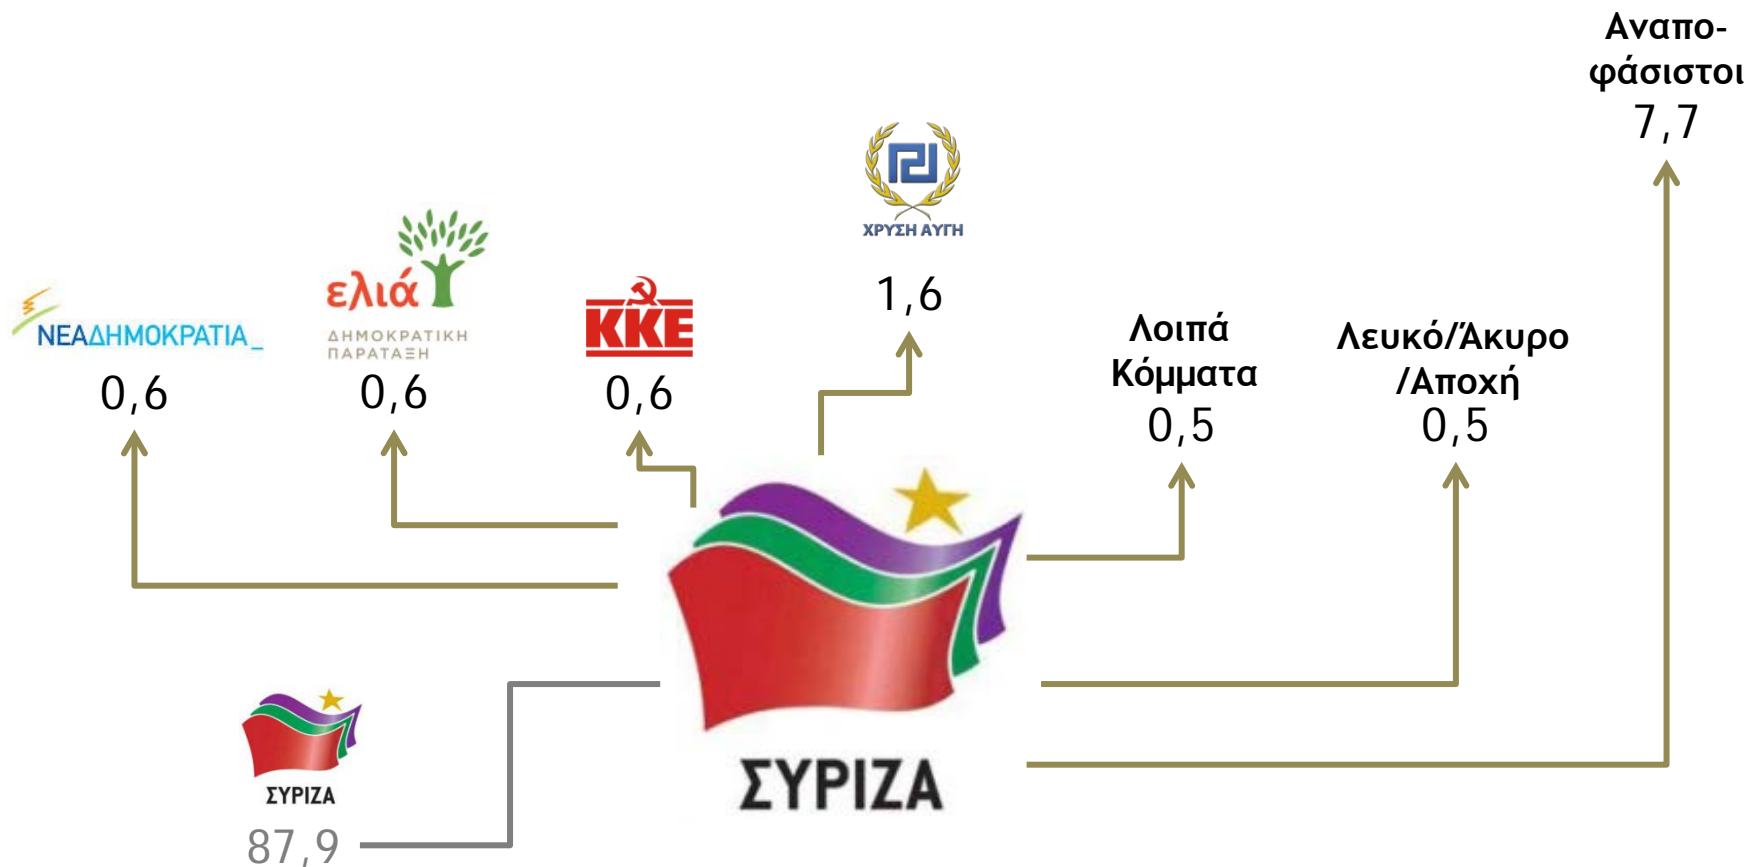 Αναπο-
φάσιστοι
7,7
ΧΡΥΣΗ ΑΥΓΗ
1,6
ελιά
ΔΗΜΟΚΡΑΤΙΚΗ
ΠΑΡΑΤΑΞΗ
0,6
ΝΕΑΔΗΜΟΚΡΑΤΙΑ_
0,6
ΚΚΕ
0,6
Λοιπά
Κόμματα
0,5
Λευκό/Άκυρο
/Αποχή
0,5
ΣΥΡΙΖΑ
ΣΥΡΙΖΑ
87,9